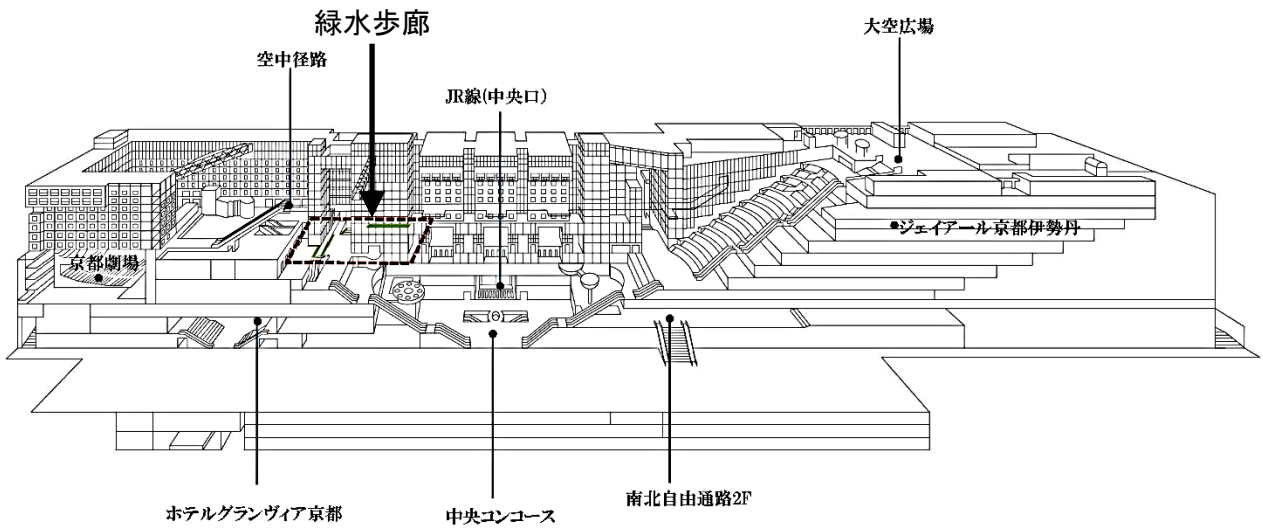 緑水歩廊
大空広場
空中径路
JR線(中央口)
●ジェイアール京都伊勢丹
京都劇場
南北自由通路2F
ホテルグランヴィア京都
中央コンコース